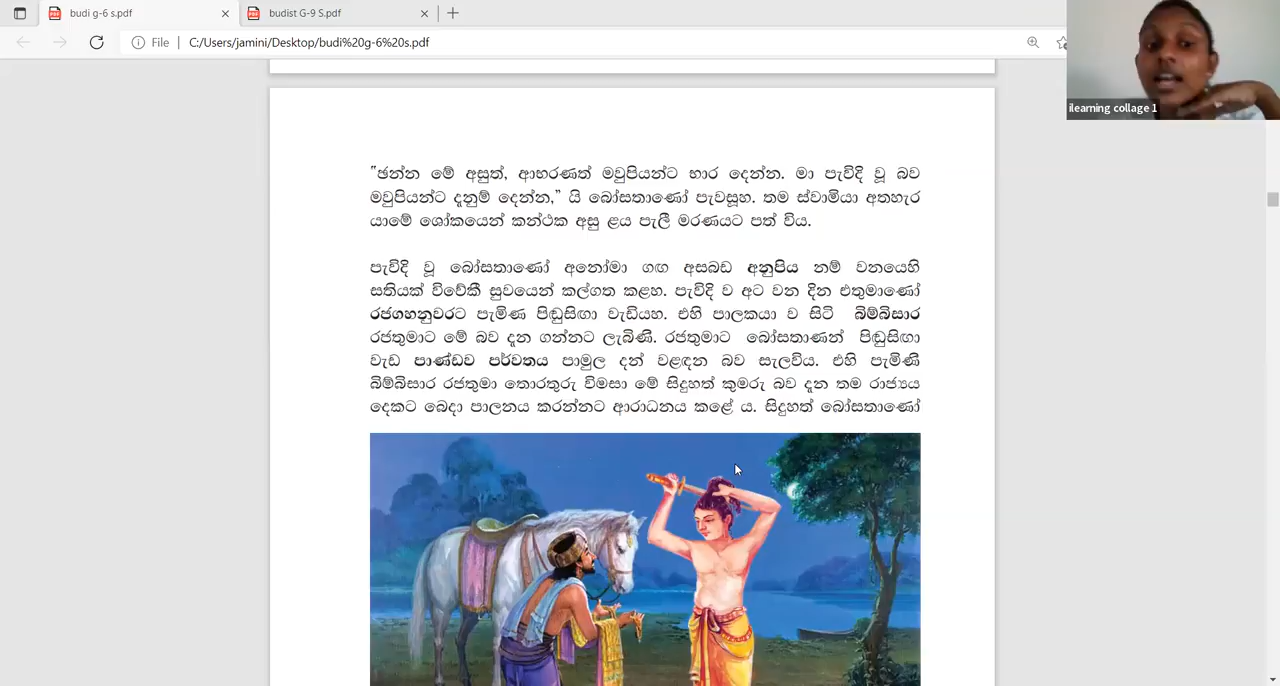 budi g-6 s.pdf
budist G-9 S.pdf
File
C:/Users/jamini/Desktop/budi%20g-6%20s.pdf
ilearning collage 1
"ඡන්න මේ අසුත්, ආභරණත් මවුපියන්ට භාර දෙන්න. මා පැවිදි වූ බව
මවුපියන්ට දැනුම් දෙන්න," යි බෝසතාණෝ පැවසූහ. තම ස්වාමියා අතහැර
යාමේ ශෝකයෙන් කන්ථක අසු ළය පැලී මරණයට පත් විය.
පැවිදි වූ බෝසතාණෝ අනෝමා ගඟ අසබඩ අනුපිය නම් වනයෙහි
සතියක් විවේකී සුවයෙන් කල්ගත කළහ. පැවිදි ව අට වන දින එතුමාණෝ
රජගහනුවරට පැමිණ පිඬුසිඟා වැඩියහ. එහි පාලකයා ව සිටි බිම්බිසාර
රජතුමාට මේ බව දැන ගන්නට ලැබිණි. රජතුමාට බෝසතාණන් පිඬුසිඟා
වැඩ පාණ්ඩව පර්වතය පාමුල දන් වළඳන බව සැලවිය. එහි පැමිණි
බිම්බිසාර රජතුමා තොරතුරු විමසා මේ සිදුහත් කුමරු බව දැන තම රාජ්‍යය
දෙකට බෙදා පාලනය කරන්නට ආරාධනය කළේ ය. සිදුහත් බෝසතාණෝ